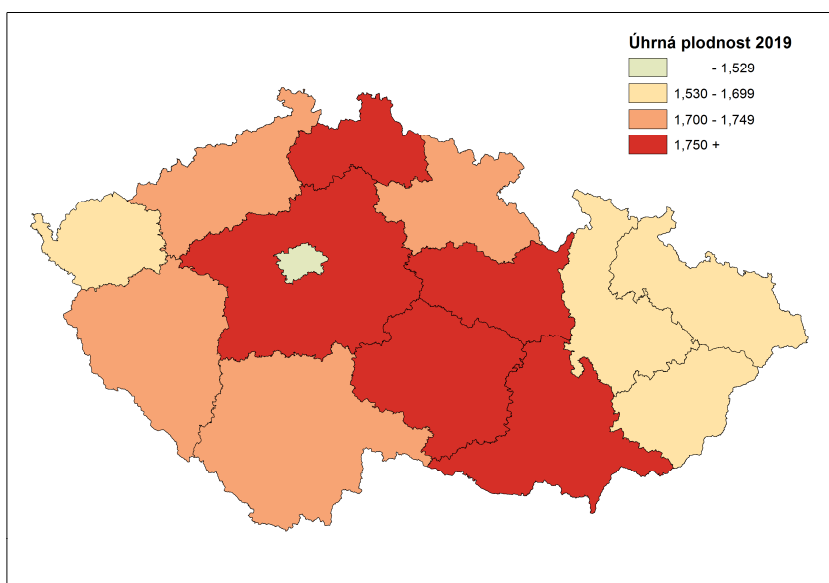 Úhrná plodnost 2019
- 1,529
1,530 - 1,699
1,700 - 1,749
1,750 +